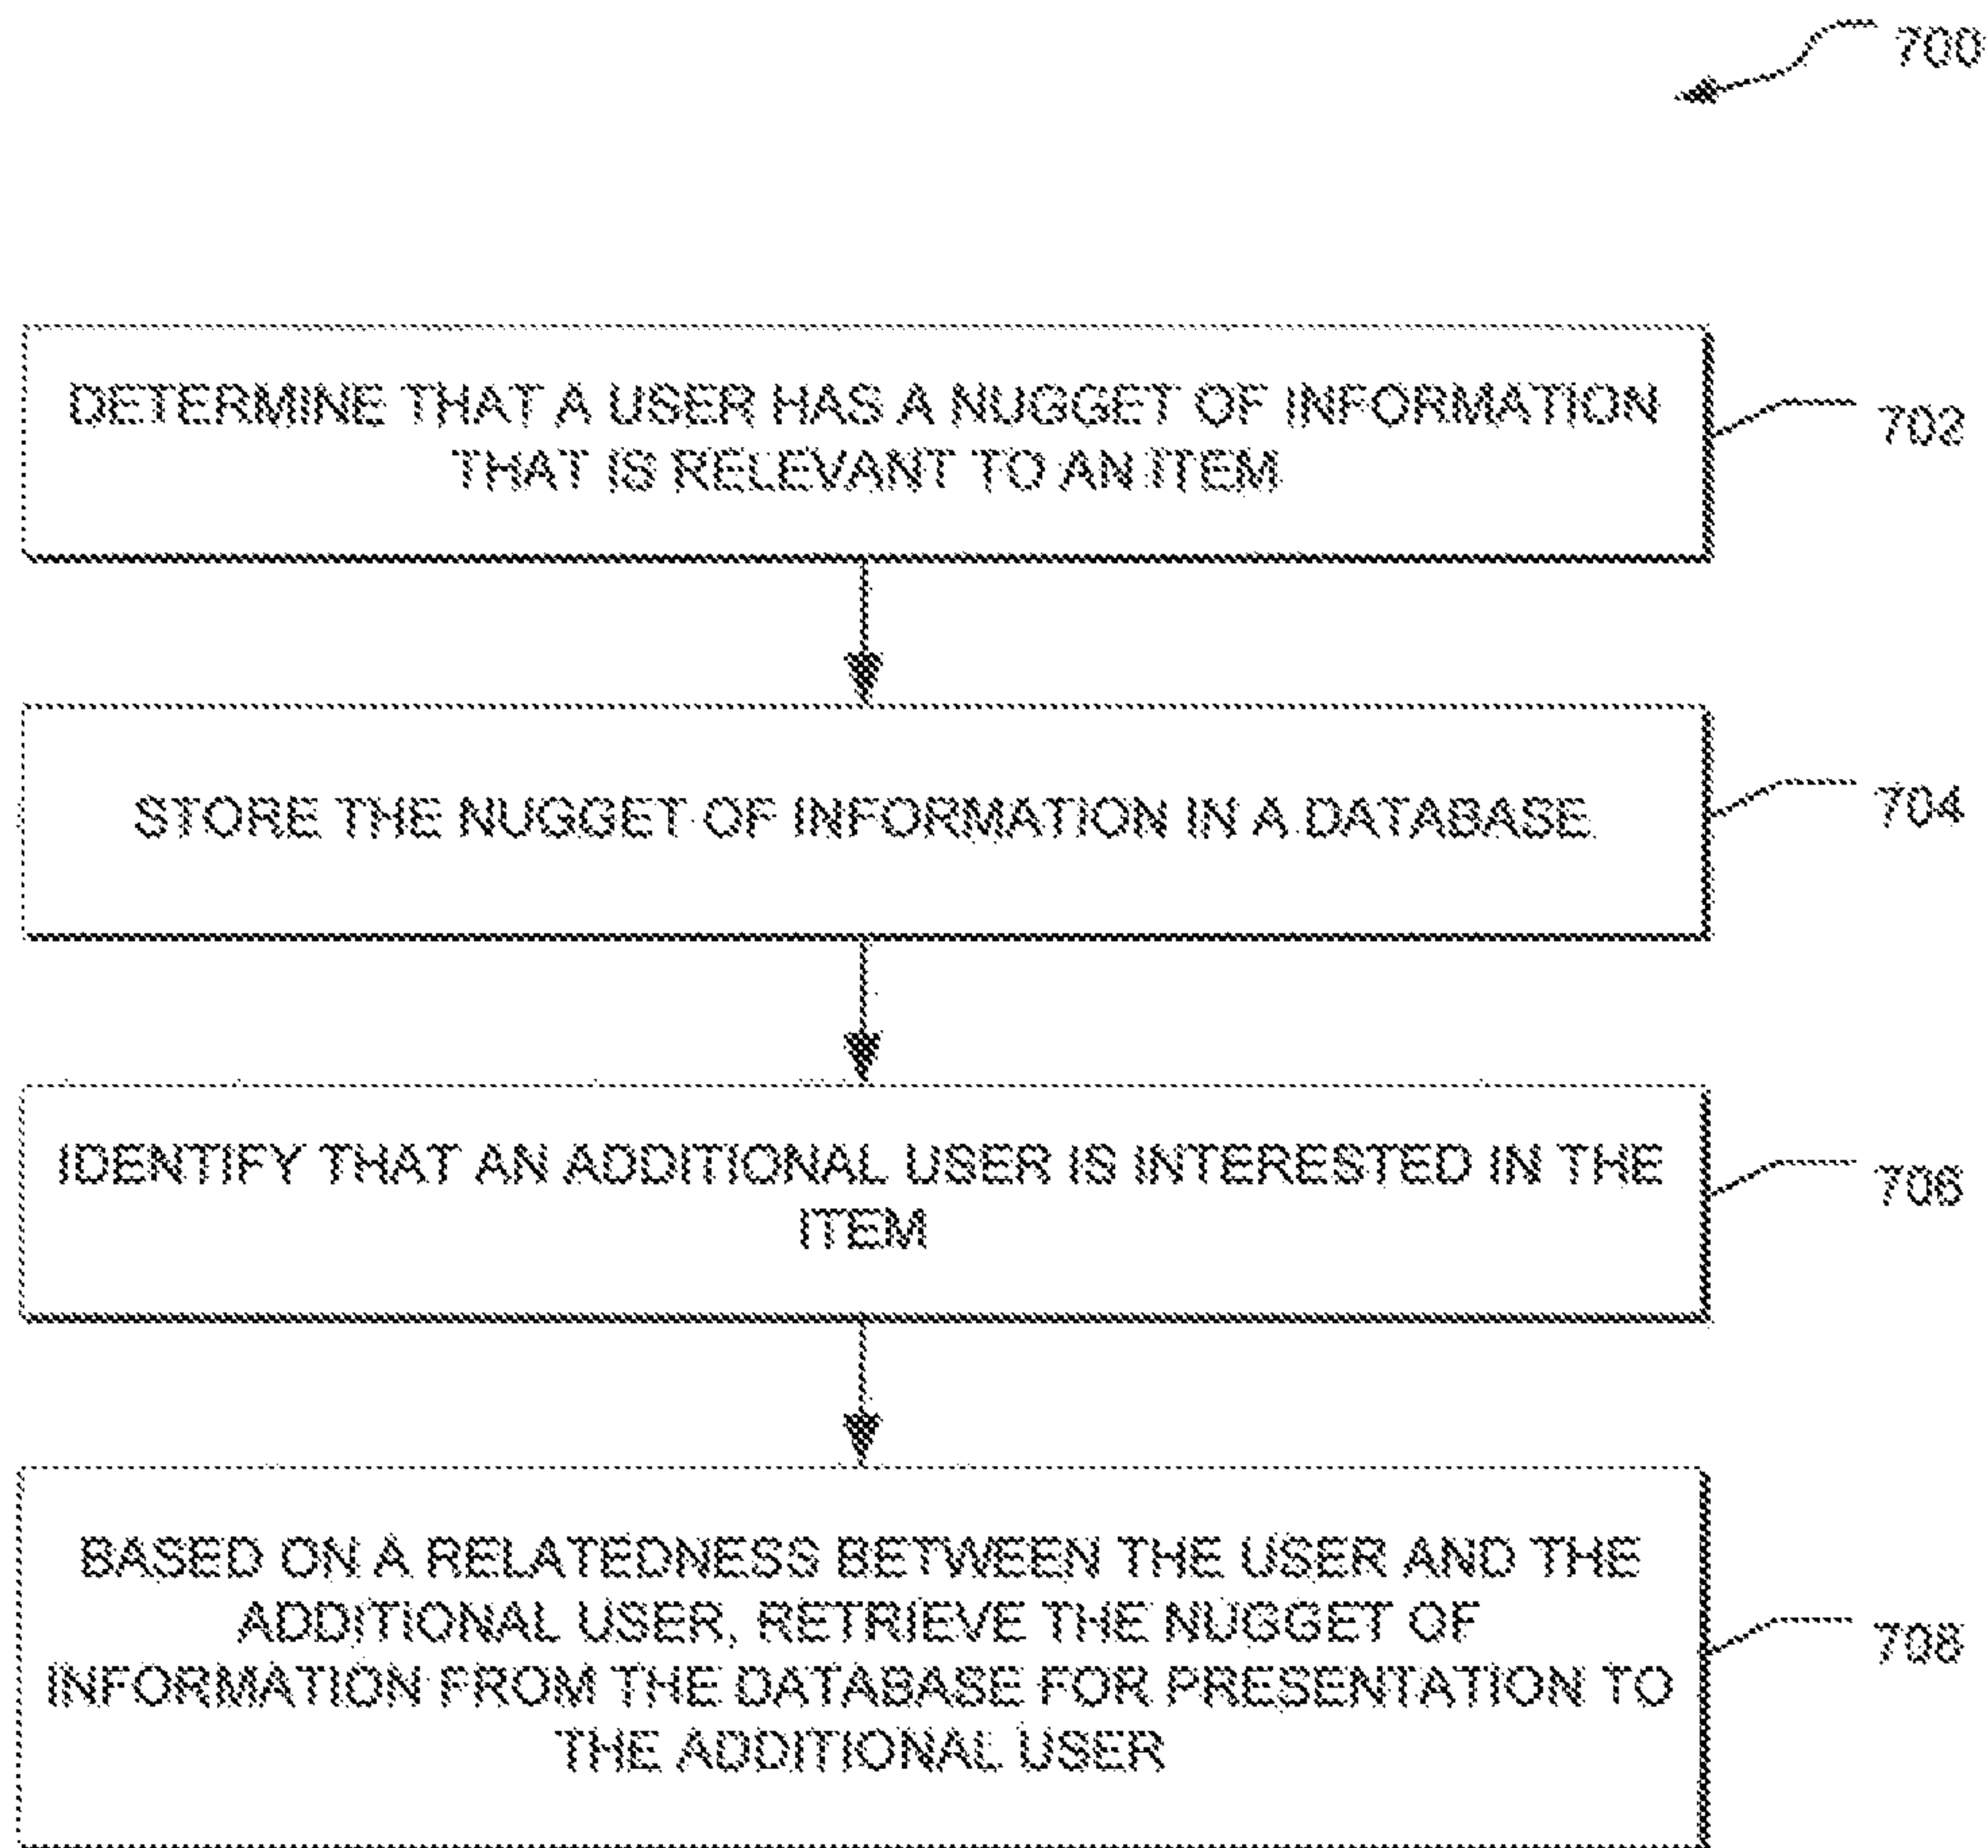 700
DETERMINE THAT A USER HAS A NUGGET OF INFORMATION
THAT IS RELEVANT TO AN ITEM
702
STORE THE NUGGET OF INFORMATION IN A DATABASE
704
IDENTIFY THAT AN ADDITIONAL USER IS INTERESTED IN THE
ITEM
706
BASED ON A RELATEDNESS BETWEEN THE USER AND THE
ADDITIONAL USER, RETRIEVE THE NUGGET OF
INFORMATION FROM THE DATABASE FOR PRESENTATION TO
THE ADDITIONAL USER
708